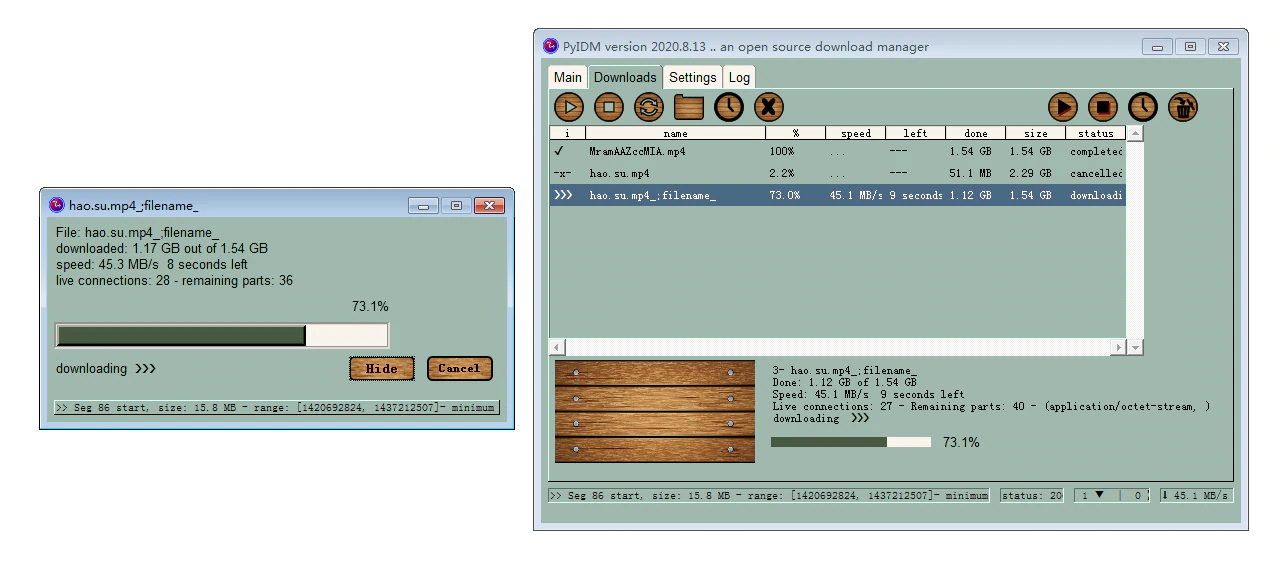 hao.su.mp4_;filename_
File: hao.su.mp4_;filename_
downloaded: 1.17 GB out of 1.54 GB
speed: 45.3 MB/s 8 seconds left
live connections: 28 - remaining parts: 36
73.1%
downloading >>>
Hide Cancel
>> Seg 86 start, size: 15.8 MB - range: [1420692824, 1437212507]- minimum
PyIDM version 2020.8.13 .. an open source download manager
Main Downloads Settings Log
i name % speed left done size status
✓ MramAAZccMIA.mp4 100% ... --- 1.54 GB 1.54 GB completed
-x- hao.su.mp4 2.2% ... --- 51.1 MB 2.29 GB cancelled
>>> hao.su.mp4_;filename_ 73.0% 45.1 MB/s 9 seconds 1.12 GB 1.54 GB downloadi
3- hao.su.mp4_;filename_
Done: 1.12 GB of 1.54 GB
Speed: 45.1 MB/s 9 seconds left
Live connections: 27 - Remaining parts: 40 - (application/octet-stream, )
downloading >>>
73.1%
>> Seg 86 start, size: 15.8 MB - range: [1420692824, 1437212507]- minimum status: 20 1 ▼ | 0 ⬇ 45.1 MB/s